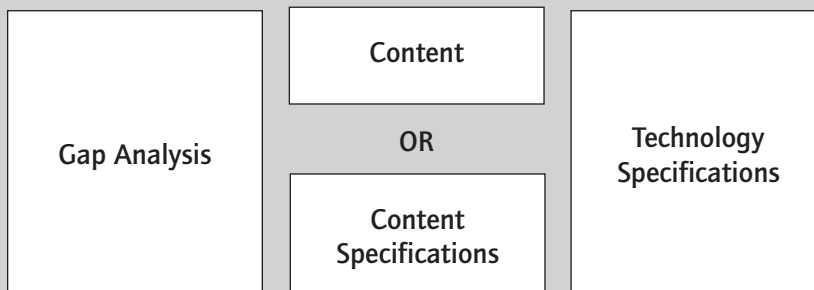 Gap Analysis
Content
OR
Content
Specifications
Technology
Specifications